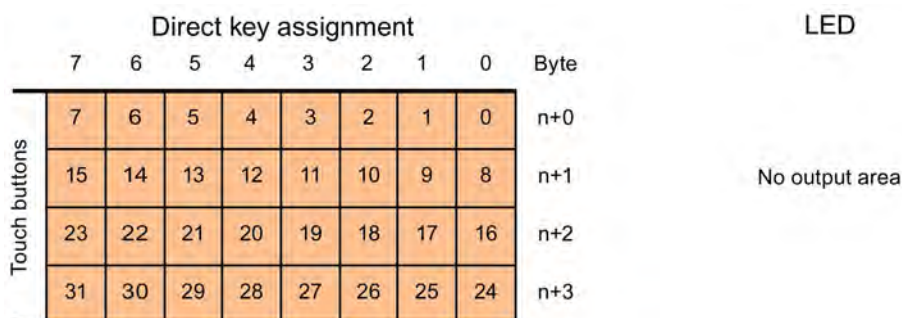 Direct key assignment LED
7 6 5 4 3 2 1 0 Byte
Touch buttons
7 6 5 4 3 2 1 0 n+0
15 14 13 12 11 10 9 8 n+1 No output area
23 22 21 20 19 18 17 16 n+2
31 30 29 28 27 26 25 24 n+3